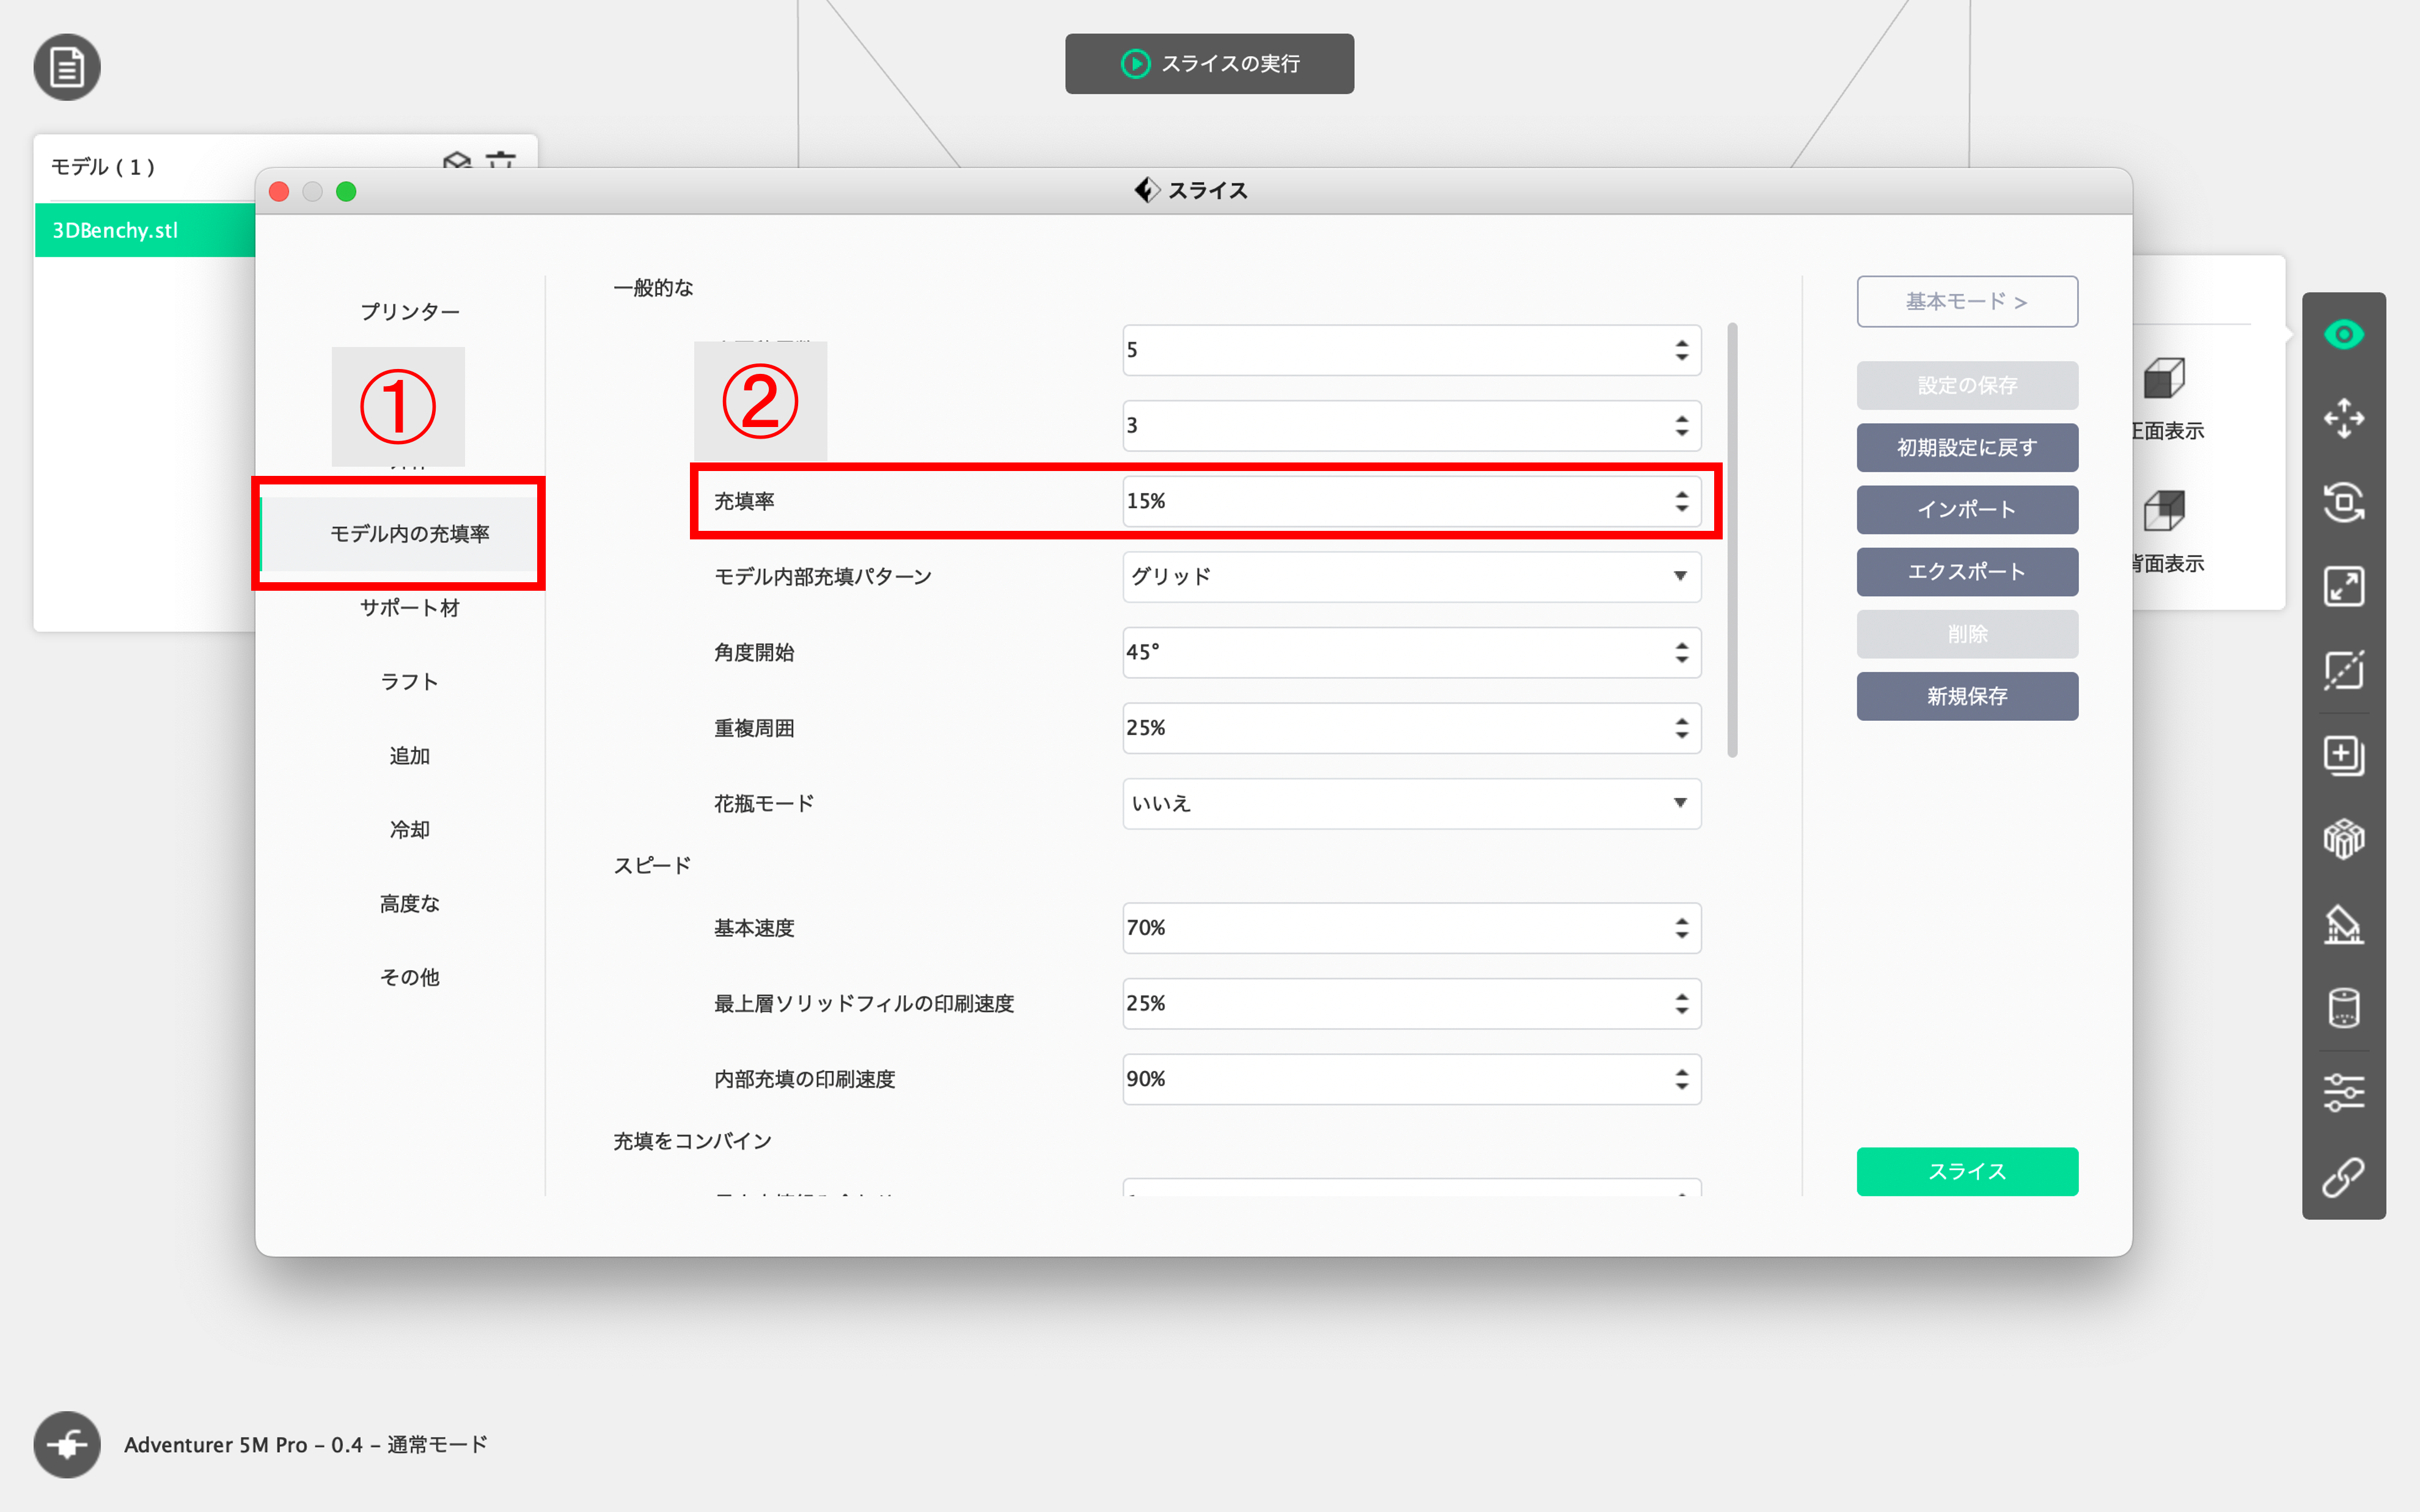 スライスの実行
モデル ( 1 )
スライス
3DBenchy.stl
プリンター
①
モデル内の充填率
サポート材
ラフト
追加
冷却
高度な
その他
一般的な
②
5
3
充填率 15%
モデル内部充填パターン グリッド
角度開始 45°
重複周囲 25%
花瓶モード いいえ
スピード
基本速度 70%
最上層ソリッドフィルの印刷速度 25%
内部充填の印刷速度 90%
充填をコンバイン
基本モード >
設定の保存
初期設定に戻す
インポート
エクスポート
削除
新規保存
スライス
正面表示
背面表示
Adventurer 5M Pro – 0.4 – 通常モード